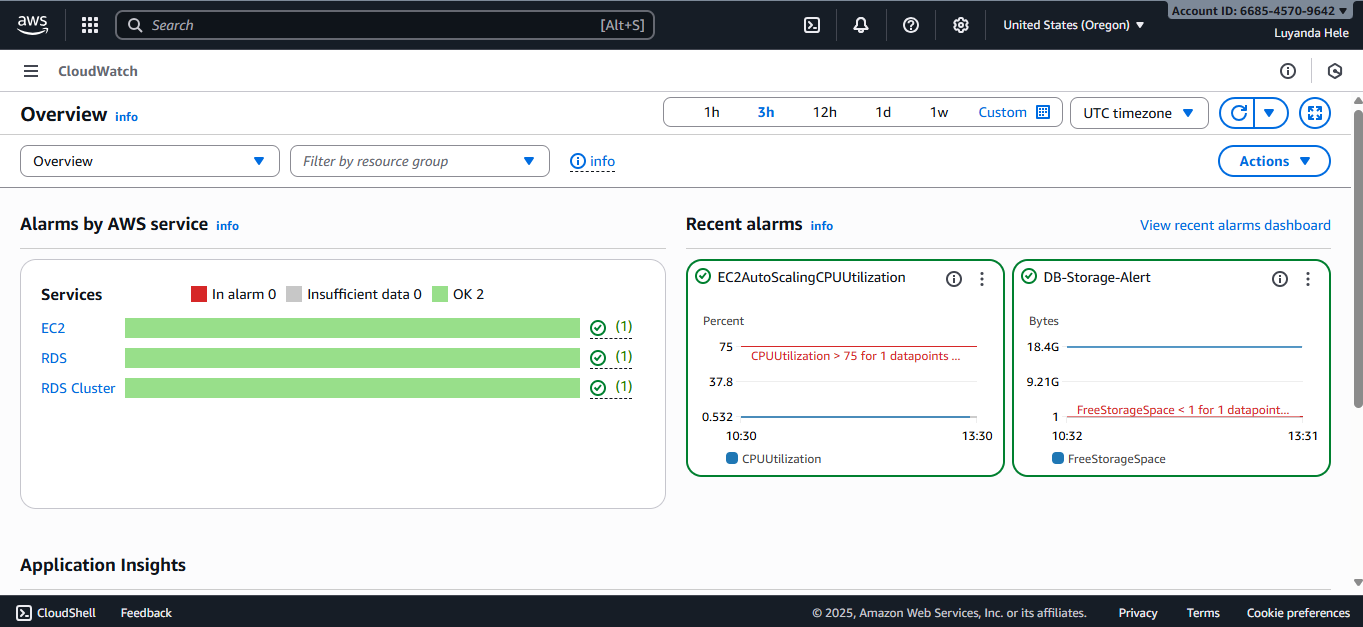 aws
Search [Alt+S]
United States (Oregon)
Account ID: 6685-4570-9642
Luyanda Hele
CloudWatch
Overview info
1h 3h 12h 1d 1w Custom
UTC timezone
Overview
Filter by resource group
info
Actions
Alarms by AWS service info
Services
In alarm 0 Insufficient data 0 OK 2
EC2 (1)
RDS (1)
RDS Cluster (1)
Recent alarms info
View recent alarms dashboard
EC2AutoScalingCPUUtilization
Percent
75
CPUUtilization > 75 for 1 datapoints ...
37.8
0.532
10:30 13:30
CPUUtilization
DB-Storage-Alert
Bytes
18.4G
9.21G
FreeStorageSpace < 1 for 1 datapoint...
1
10:32 13:31
FreeStorageSpace
Application Insights
CloudShell Feedback
© 2025, Amazon Web Services, Inc. or its affiliates. Privacy Terms Cookie preferences